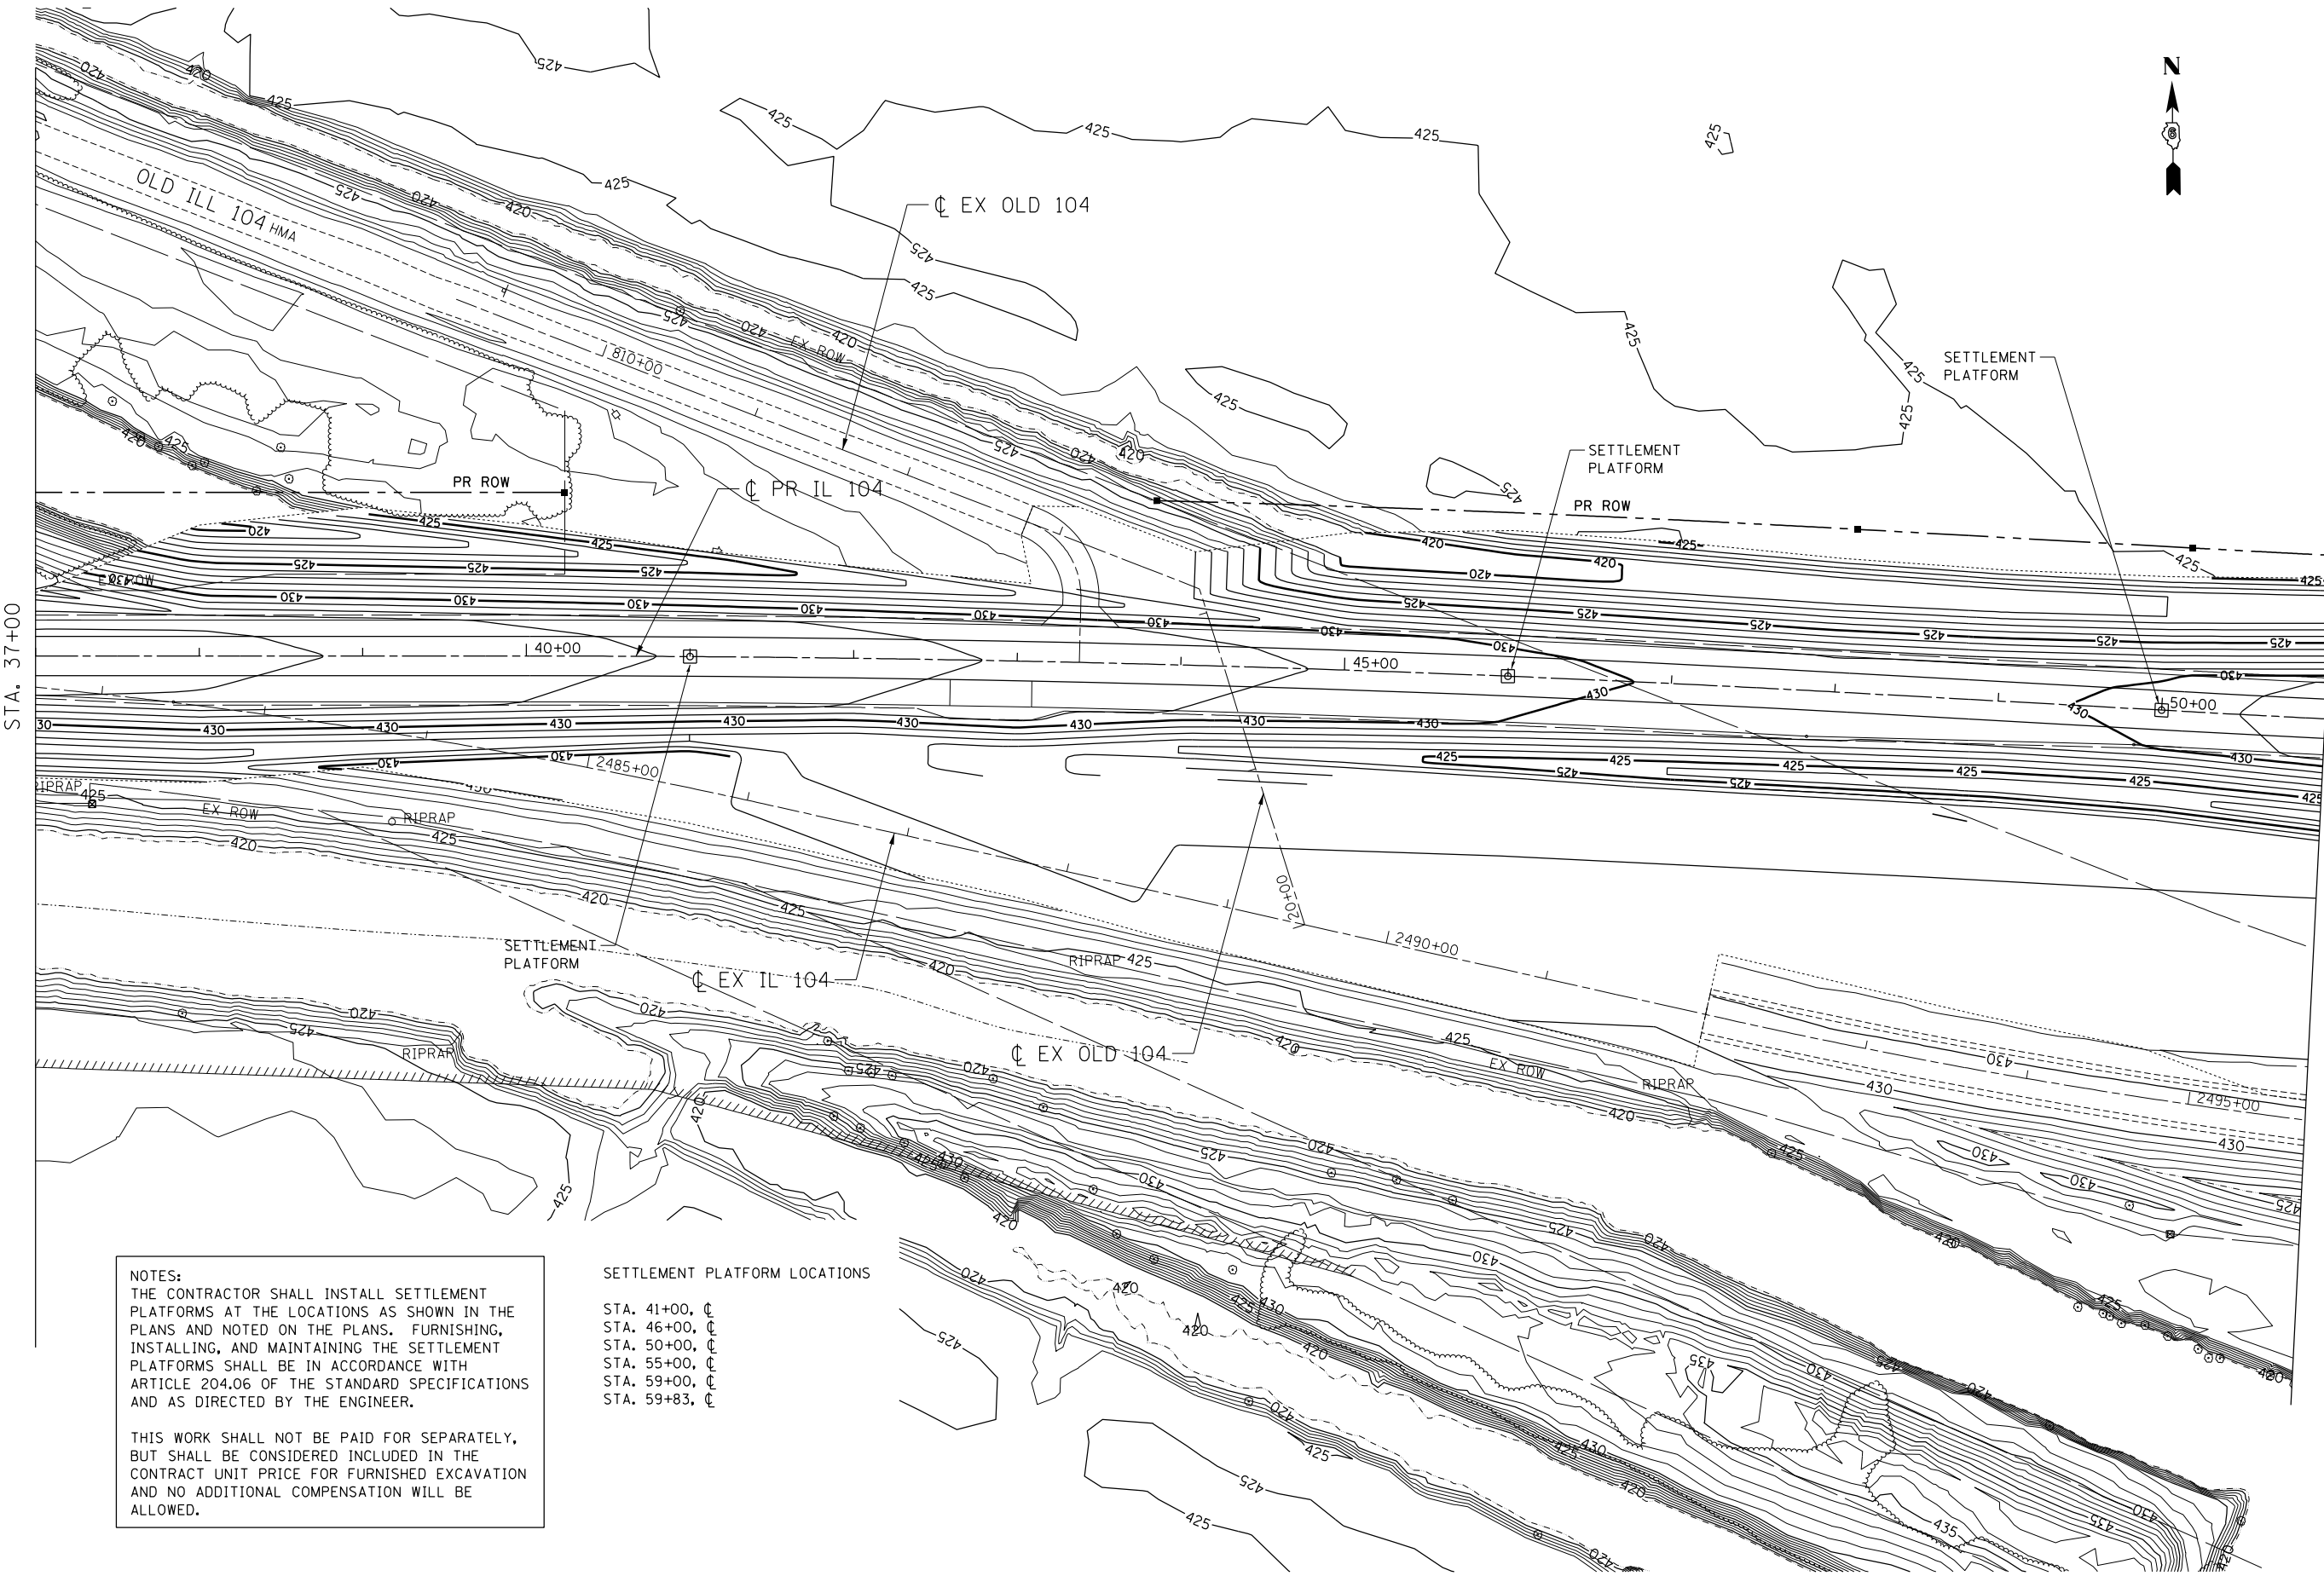 N
STA. 37+00
OLD ILL 104 HMA
℄ EX OLD 104
810+00
EX ROW
SETTLEMENT
PLATFORM
SETTLEMENT
PLATFORM
PR ROW
℄ PR IL 104
PR ROW
EX ROW
40+00
45+00
50+00
2485+00
RIPRAP
EX ROW
RIPRAP
20+00
2490+00
SETTLEMENT
PLATFORM
℄ EX IL 104
RIPRAP
℄ EX OLD 104
RIPRAP
EX ROW
RIPRAP
2495+00
420
425
430
435
NOTES:
THE CONTRACTOR SHALL INSTALL SETTLEMENT
PLATFORMS AT THE LOCATIONS AS SHOWN IN THE
PLANS AND NOTED ON THE PLANS. FURNISHING,
INSTALLING, AND MAINTAINING THE SETTLEMENT
PLATFORMS SHALL BE IN ACCORDANCE WITH
ARTICLE 204.06 OF THE STANDARD SPECIFICATIONS
AND AS DIRECTED BY THE ENGINEER.
THIS WORK SHALL NOT BE PAID FOR SEPARATELY,
BUT SHALL BE CONSIDERED INCLUDED IN THE
CONTRACT UNIT PRICE FOR FURNISHED EXCAVATION
AND NO ADDITIONAL COMPENSATION WILL BE
ALLOWED.
SETTLEMENT PLATFORM LOCATIONS
STA. 41+00, ℄
STA. 46+00, ℄
STA. 50+00, ℄
STA. 55+00, ℄
STA. 59+00, ℄
STA. 59+83, ℄